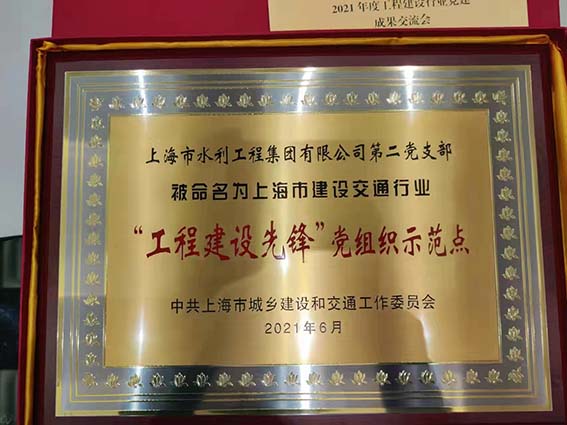 2021年度工程建设行业党建
成果交流会
上海市水利工程集团有限公司第二党支部
被命名为上海市建设交通行业
“工程建设先锋”党组织示范点
中共上海市城乡建设和交通工作委员会
2021年6月